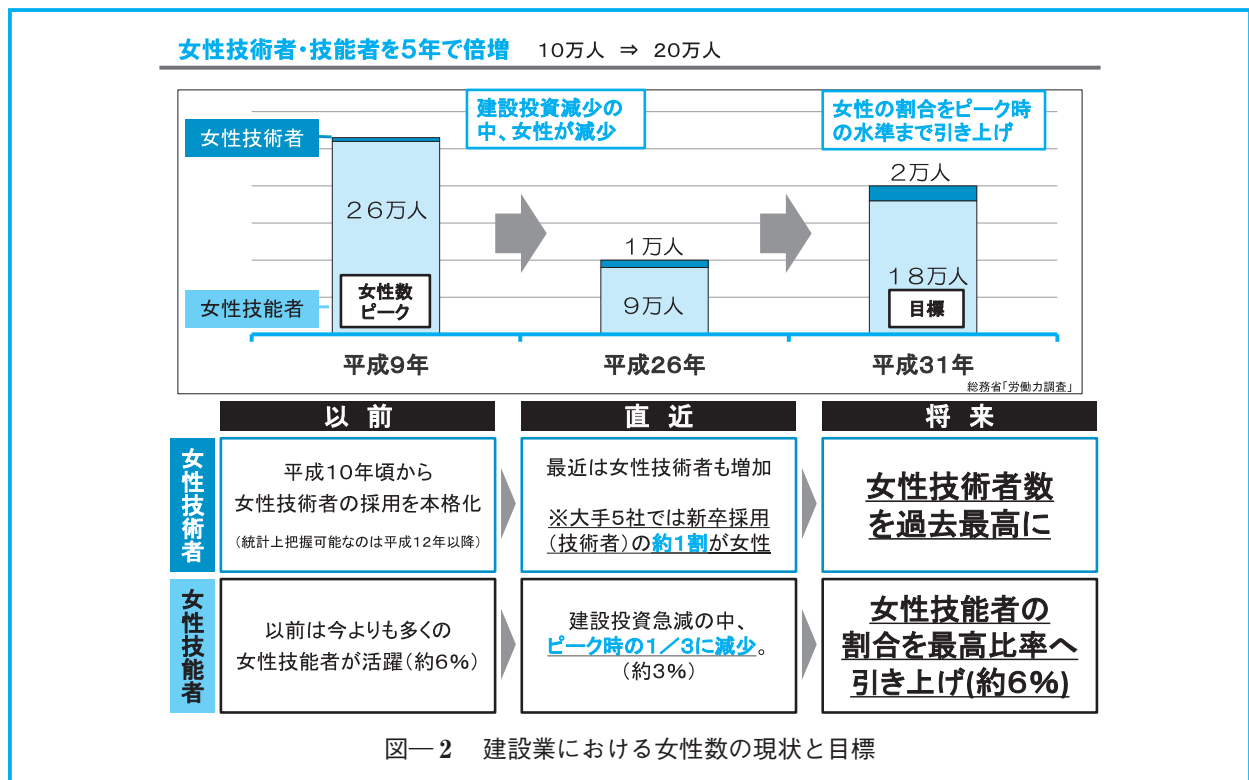 女性技術者・技能者を5年で倍増 10万人 ⇒ 20万人
建設投資減少の
中、女性が減少
女性の割合をピーク時
の水準まで引き上げ
女性技術者
26万人
女性技能者
女性数
ピーク
1万人
9万人
2万人
18万人
目標
平成9年
平成26年
平成31年
総務省「労働力調査」
以前
直近
将来
女性技術者
平成10年頃から
女性技術者の採用を本格化
(統計上把握可能なのは平成12年以降)
最近は女性技術者も増加
※大手5社では新卒採用
(技術者)の約1割が女性
女性技術者数
を過去最高に
女性技能者
以前は今よりも多くの
女性技能者が活躍(約6%)
建設投資急減の中、
ピーク時の1/3に減少。
(約3%)
女性技能者の
割合を最高比率へ
引き上げ(約6%)
図―2 建設業における女性数の現状と目標